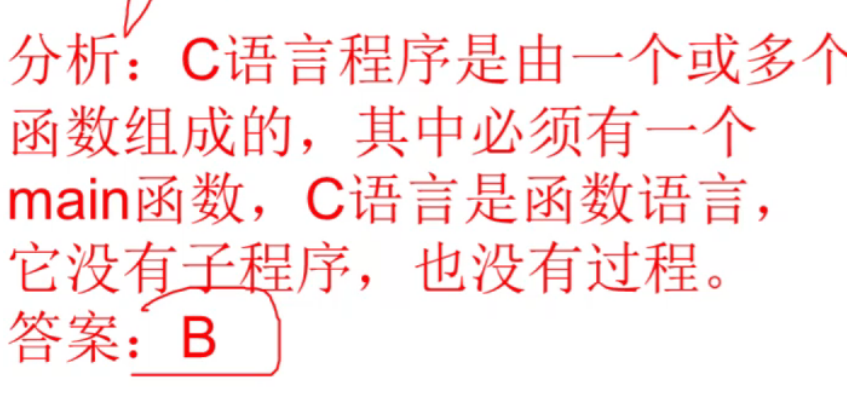 分析：C语言程序是由一个或多个
函数组成的，其中必须有一个
main函数，C语言是函数语言，
它没有子程序，也没有过程。
答案：B